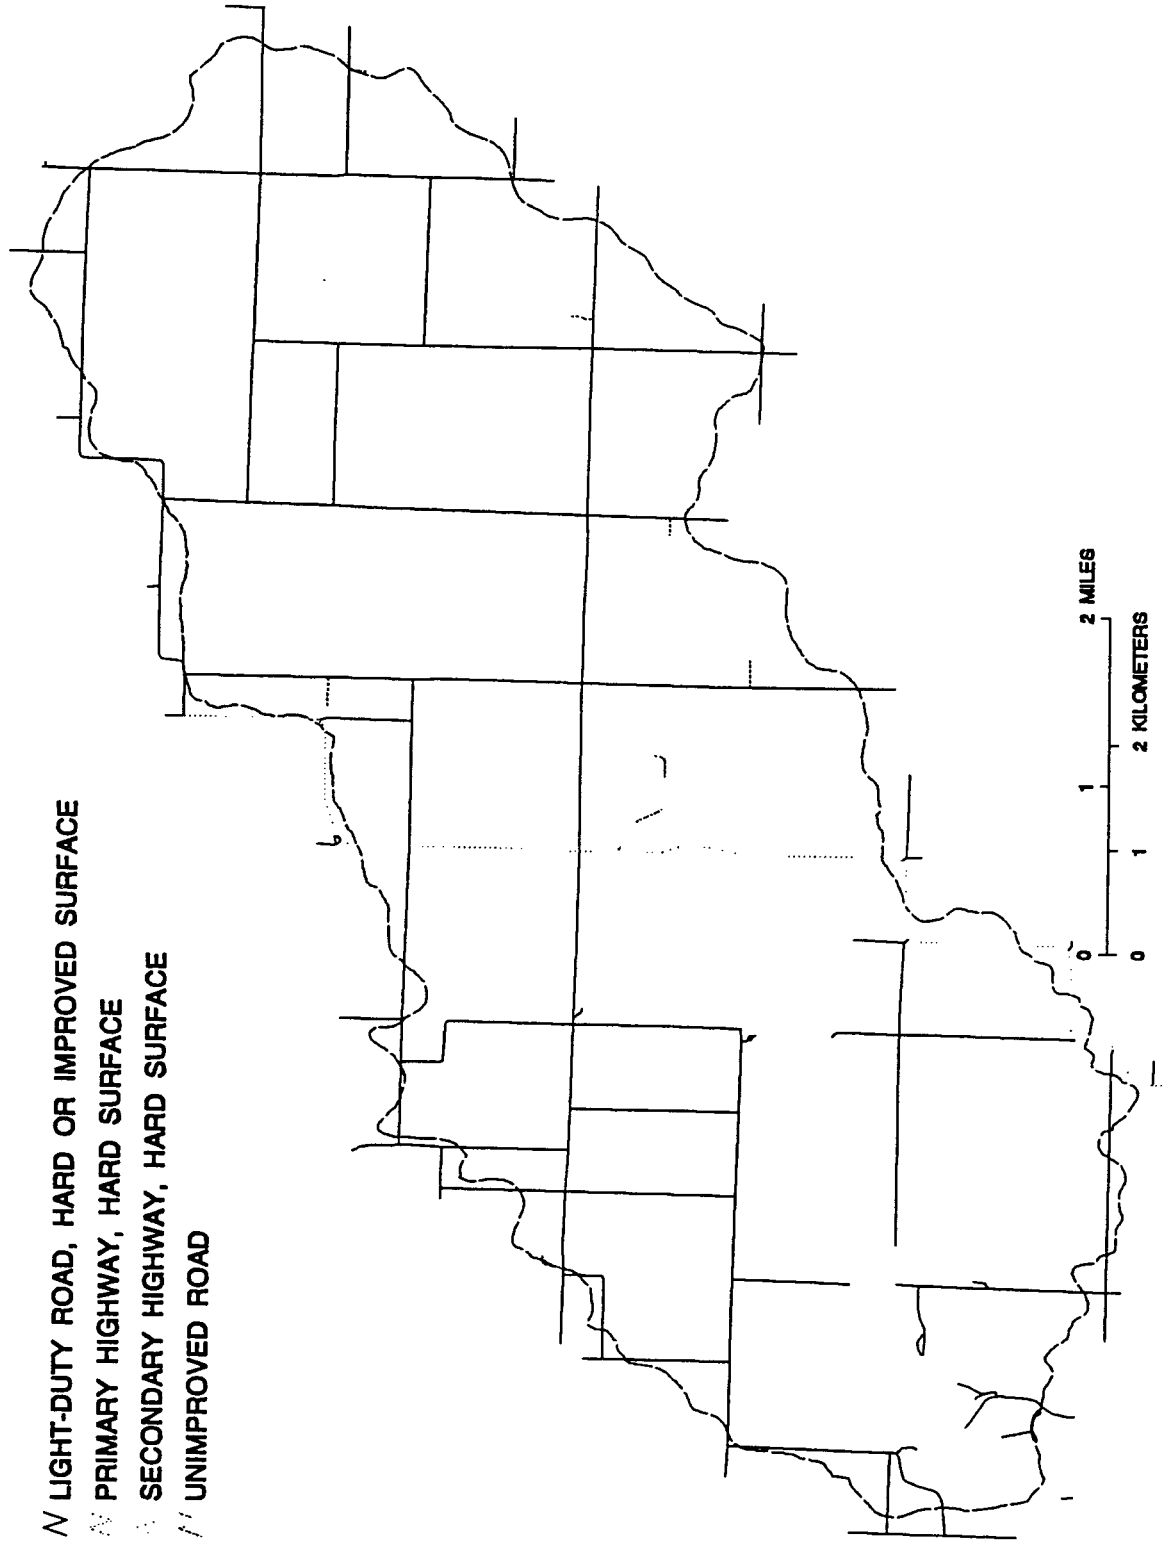 LIGHT-DUTY ROAD, HARD OR IMPROVED SURFACE
PRIMARY HIGHWAY, HARD SURFACE
SECONDARY HIGHWAY, HARD SURFACE
UNIMPROVED ROAD
0 1 2 MILES
0 1 2 KILOMETERS